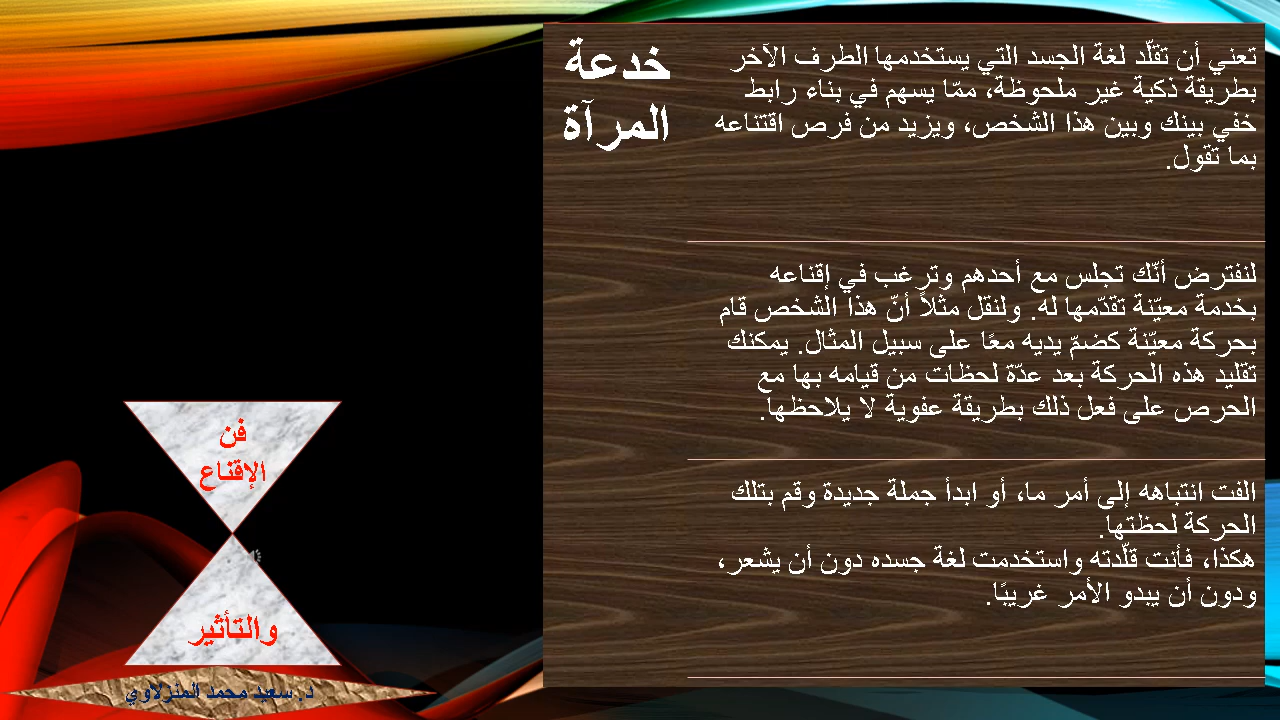 خدعة
المرآة
تعني أن تقلّد لغة الجسد التي يستخدمها الطرف الآخر
بطريقة ذكية غير ملحوظة، ممّا يسهم في بناء رابط
خفي بينك وبين هذا الشخص، ويزيد من فرص اقتناعه
بما تقول.
لنفترض أنّك تجلس مع أحدهم وترغب في إقناعه
بخدمة معيّنة تقدّمها له. ولنقل مثلاً أنّ هذا الشخص قام
بحركة معيّنة كضمّ يديه معًا على سبيل المثال. يمكنك
تقليد هذه الحركة بعد عدّة لحظات من قيامه بها مع
الحرص على فعل ذلك بطريقة عفوية لا يلاحظها.
الفت انتباهه إلى أمر ما، أو ابدأ جملة جديدة وقم بتلك
الحركة لحظتها.
هكذا، فأنت قلّدته واستخدمت لغة جسده دون أن يشعر،
ودون أن يبدو الأمر غريبًا.
فن
الإقناع
والتأثير
د. سعيد محمد المنزلاوي